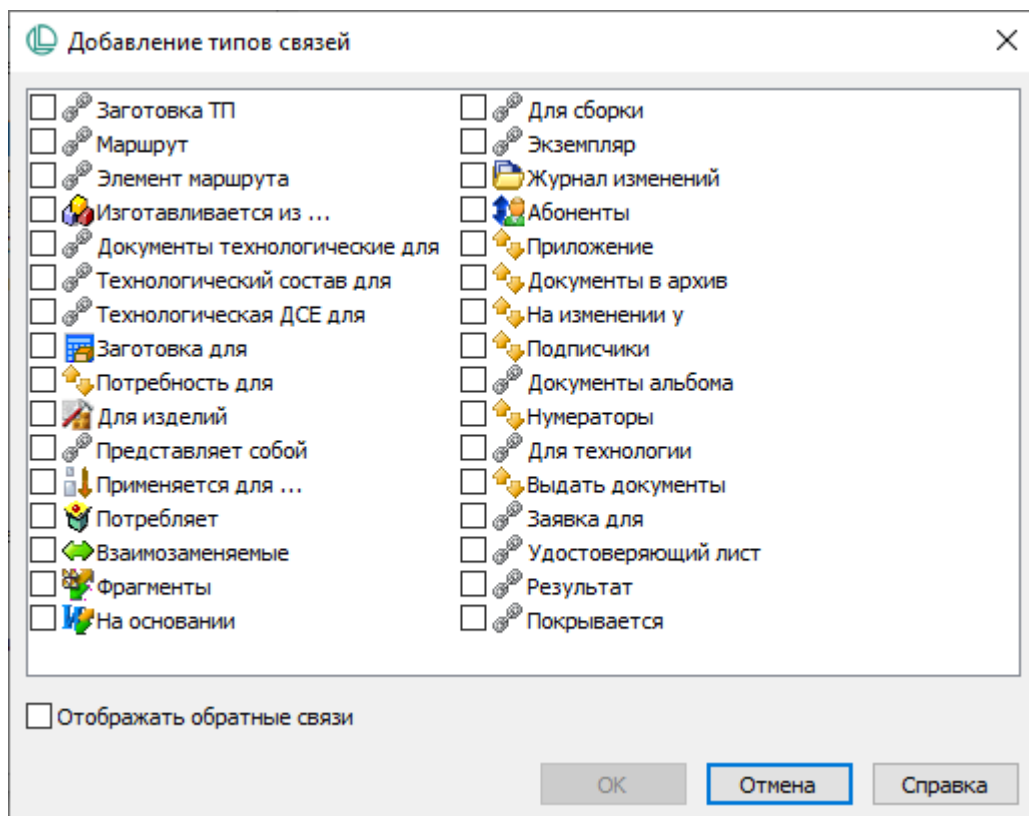 Добавление типов связей
Заготовка ТП
Маршрут
Элемент маршрута
Изготавливается из ...
Документы технологические для
Технологический состав для
Технологическая ДСЕ для
Заготовка для
Потребность для
Для изделий
Представляет собой
Применяется для ...
Потребляет
Взаимозаменяемые
Фрагменты
На основании
Для сборки
Экземпляр
Журнал изменений
Абоненты
Приложение
Документы в архив
На изменении у
Подписчики
Документы альбома
Нумераторы
Для технологии
Выдать документы
Заявка для
Удостоверяющий лист
Результат
Покрывается
Отображать обратные связи
ОК
Отмена
Справка